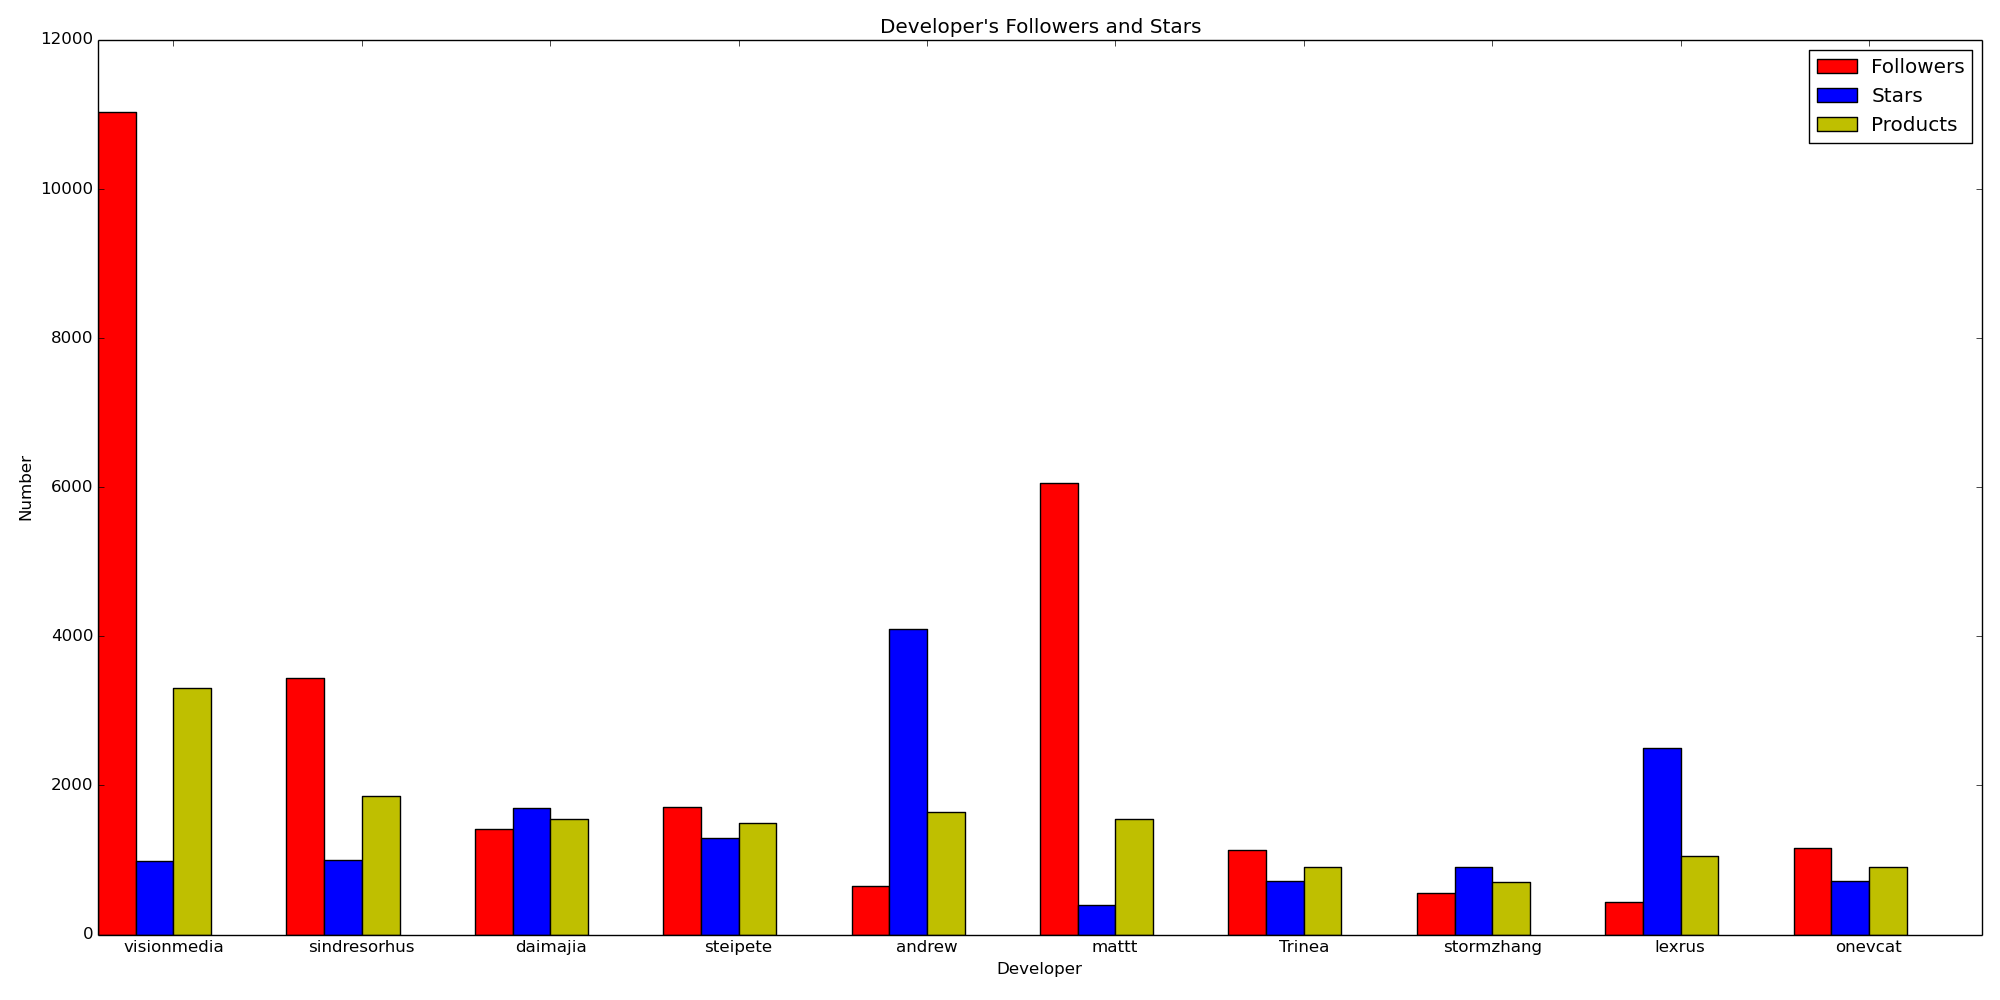 Developer's Followers and Stars
12000
10000
8000
6000
4000
2000
0
Number
Followers
Stars
Products
visionmedia sindresorhus daimajia steipete andrew mattt Trinea stormzhang lexrus onevcat
Developer